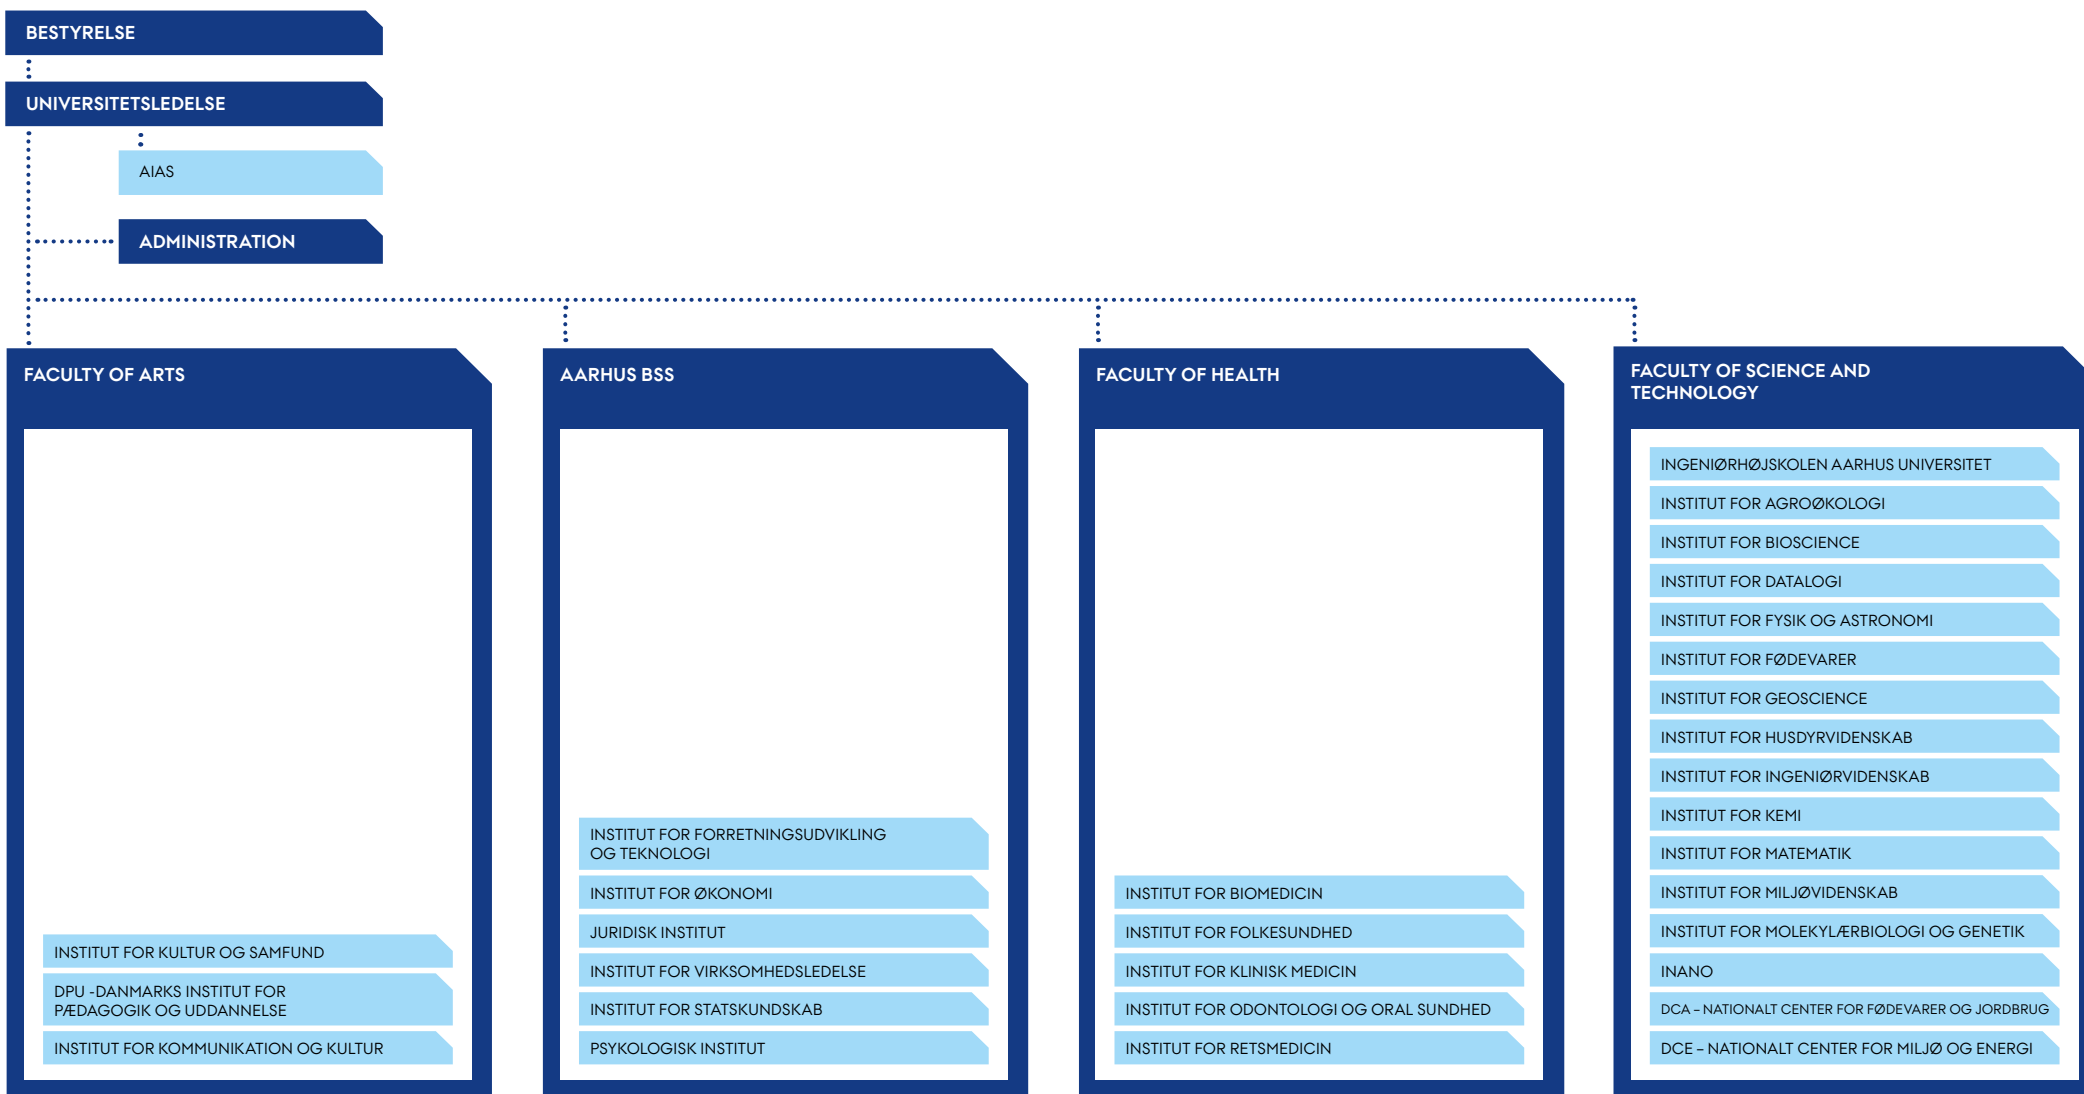 BESTYRELSE
UNIVERSITETSLEDELSE
AIAS
ADMINISTRATION
FACULTY OF ARTS
INSTITUT FOR KULTUR OG SAMFUND
DPU -DANMARKS INSTITUT FOR
PÆDAGOGIK OG UDDANNELSE
INSTITUT FOR KOMMUNIKATION OG KULTUR
AARHUS BSS
INSTITUT FOR FORRETNINGSUDVIKLING
OG TEKNOLOGI
INSTITUT FOR ØKONOMI
JURIDISK INSTITUT
INSTITUT FOR VIRKSOMHEDSLEDELSE
INSTITUT FOR STATSKUNDSKAB
PSYKOLOGISK INSTITUT
FACULTY OF HEALTH
INSTITUT FOR BIOMEDICIN
INSTITUT FOR FOLKESUNDHED
INSTITUT FOR KLINISK MEDICIN
INSTITUT FOR ODONTOLOGI OG ORAL SUNDHED
INSTITUT FOR RETSMEDICIN
FACULTY OF SCIENCE AND
TECHNOLOGY
INGENIØRHØJSKOLEN AARHUS UNIVERSITET
INSTITUT FOR AGROØKOLOGI
INSTITUT FOR BIOSCIENCE
INSTITUT FOR DATALOGI
INSTITUT FOR FYSIK OG ASTRONOMI
INSTITUT FOR FØDEVARER
INSTITUT FOR GEOSCIENCE
INSTITUT FOR HUSDYRVIDENSKAB
INSTITUT FOR INGENIØRVIDENSKAB
INSTITUT FOR KEMI
INSTITUT FOR MATEMATIK
INSTITUT FOR MILJØVIDENSKAB
INSTITUT FOR MOLEKYLÆRBIOLOGI OG GENETIK
INANO
DCA – NATIONALT CENTER FOR FØDEVARER OG JORDBRUG
DCE – NATIONALT CENTER FOR MILJØ OG ENERGI